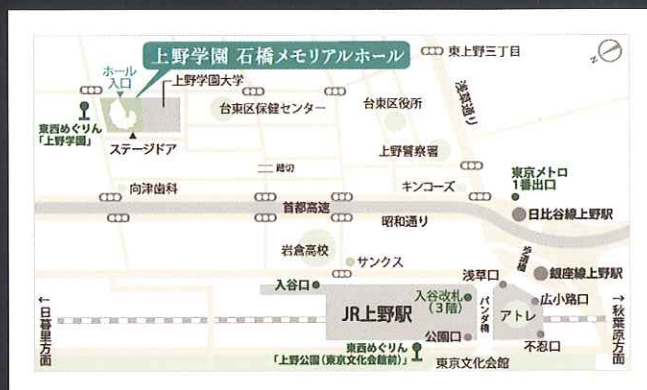 上野学園 石橋メモリアルホール
東上野三丁目
N
ホール
入口
上野学園大学
浅草通り
台東区保健センター
台東区役所
東西めぐりん
「上野学園」
ステージドア
上野警察署
踏切
東京メトロ
1番出口
向津歯科
キンコーズ
首都高速
昭和通り
日比谷線上野駅
岩倉高校
サンクス
歩道橋
入谷口
浅草口
銀座線上野駅
入谷改札
(3階)
パンダ橋
アトレ
広小路口
JR上野駅
←日暮里方面
→秋葉原方面
公園口
不忍口
東西めぐりん
「上野公園(東京文化会館前)」
東京文化会館